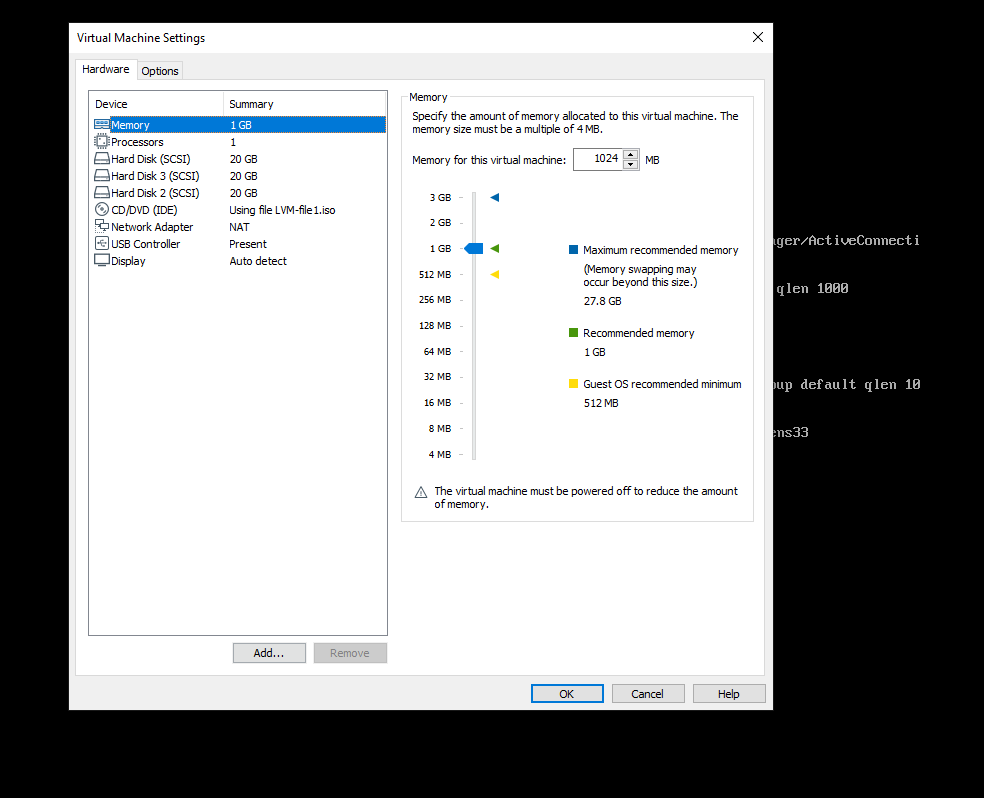 Virtual Machine Settings
Hardware
Options
Device Summary
Memory 1 GB
Processors 1
Hard Disk (SCSI) 20 GB
Hard Disk 3 (SCSI) 20 GB
Hard Disk 2 (SCSI) 20 GB
CD/DVD (IDE) Using file LVM-file1.iso
Network Adapter NAT
USB Controller Present
Display Auto detect
Add...
Remove
Memory
Specify the amount of memory allocated to this virtual machine. The
memory size must be a multiple of 4 MB.
Memory for this virtual machine: 1024 MB
3 GB
2 GB
1 GB
512 MB
256 MB
128 MB
64 MB
32 MB
16 MB
8 MB
4 MB
Maximum recommended memory
(Memory swapping may
occur beyond this size.)
27.8 GB
Recommended memory
1 GB
Guest OS recommended minimum
512 MB
The virtual machine must be powered off to reduce the amount
of memory.
OK
Cancel
Help
ager/ActiveConnecti
qlen 1000
oup default qlen 10
ens33